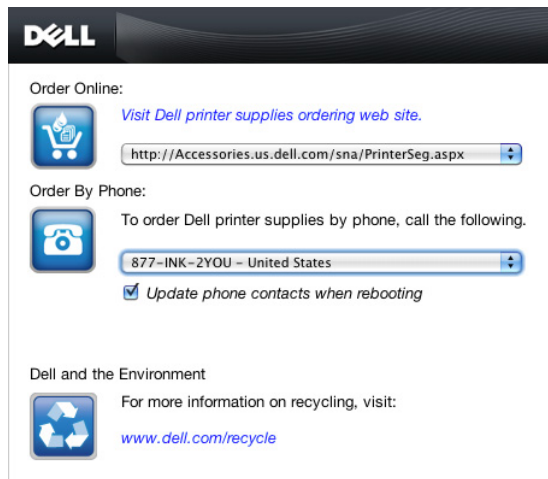 DELL
Order Online:
Visit Dell printer supplies ordering web site.
http://Accessories.us.dell.com/sna/PrinterSeg.aspx
Order By Phone:
To order Dell printer supplies by phone, call the following.
877-INK-2YOU – United States
Update phone contacts when rebooting
Dell and the Environment
For more information on recycling, visit:
www.dell.com/recycle